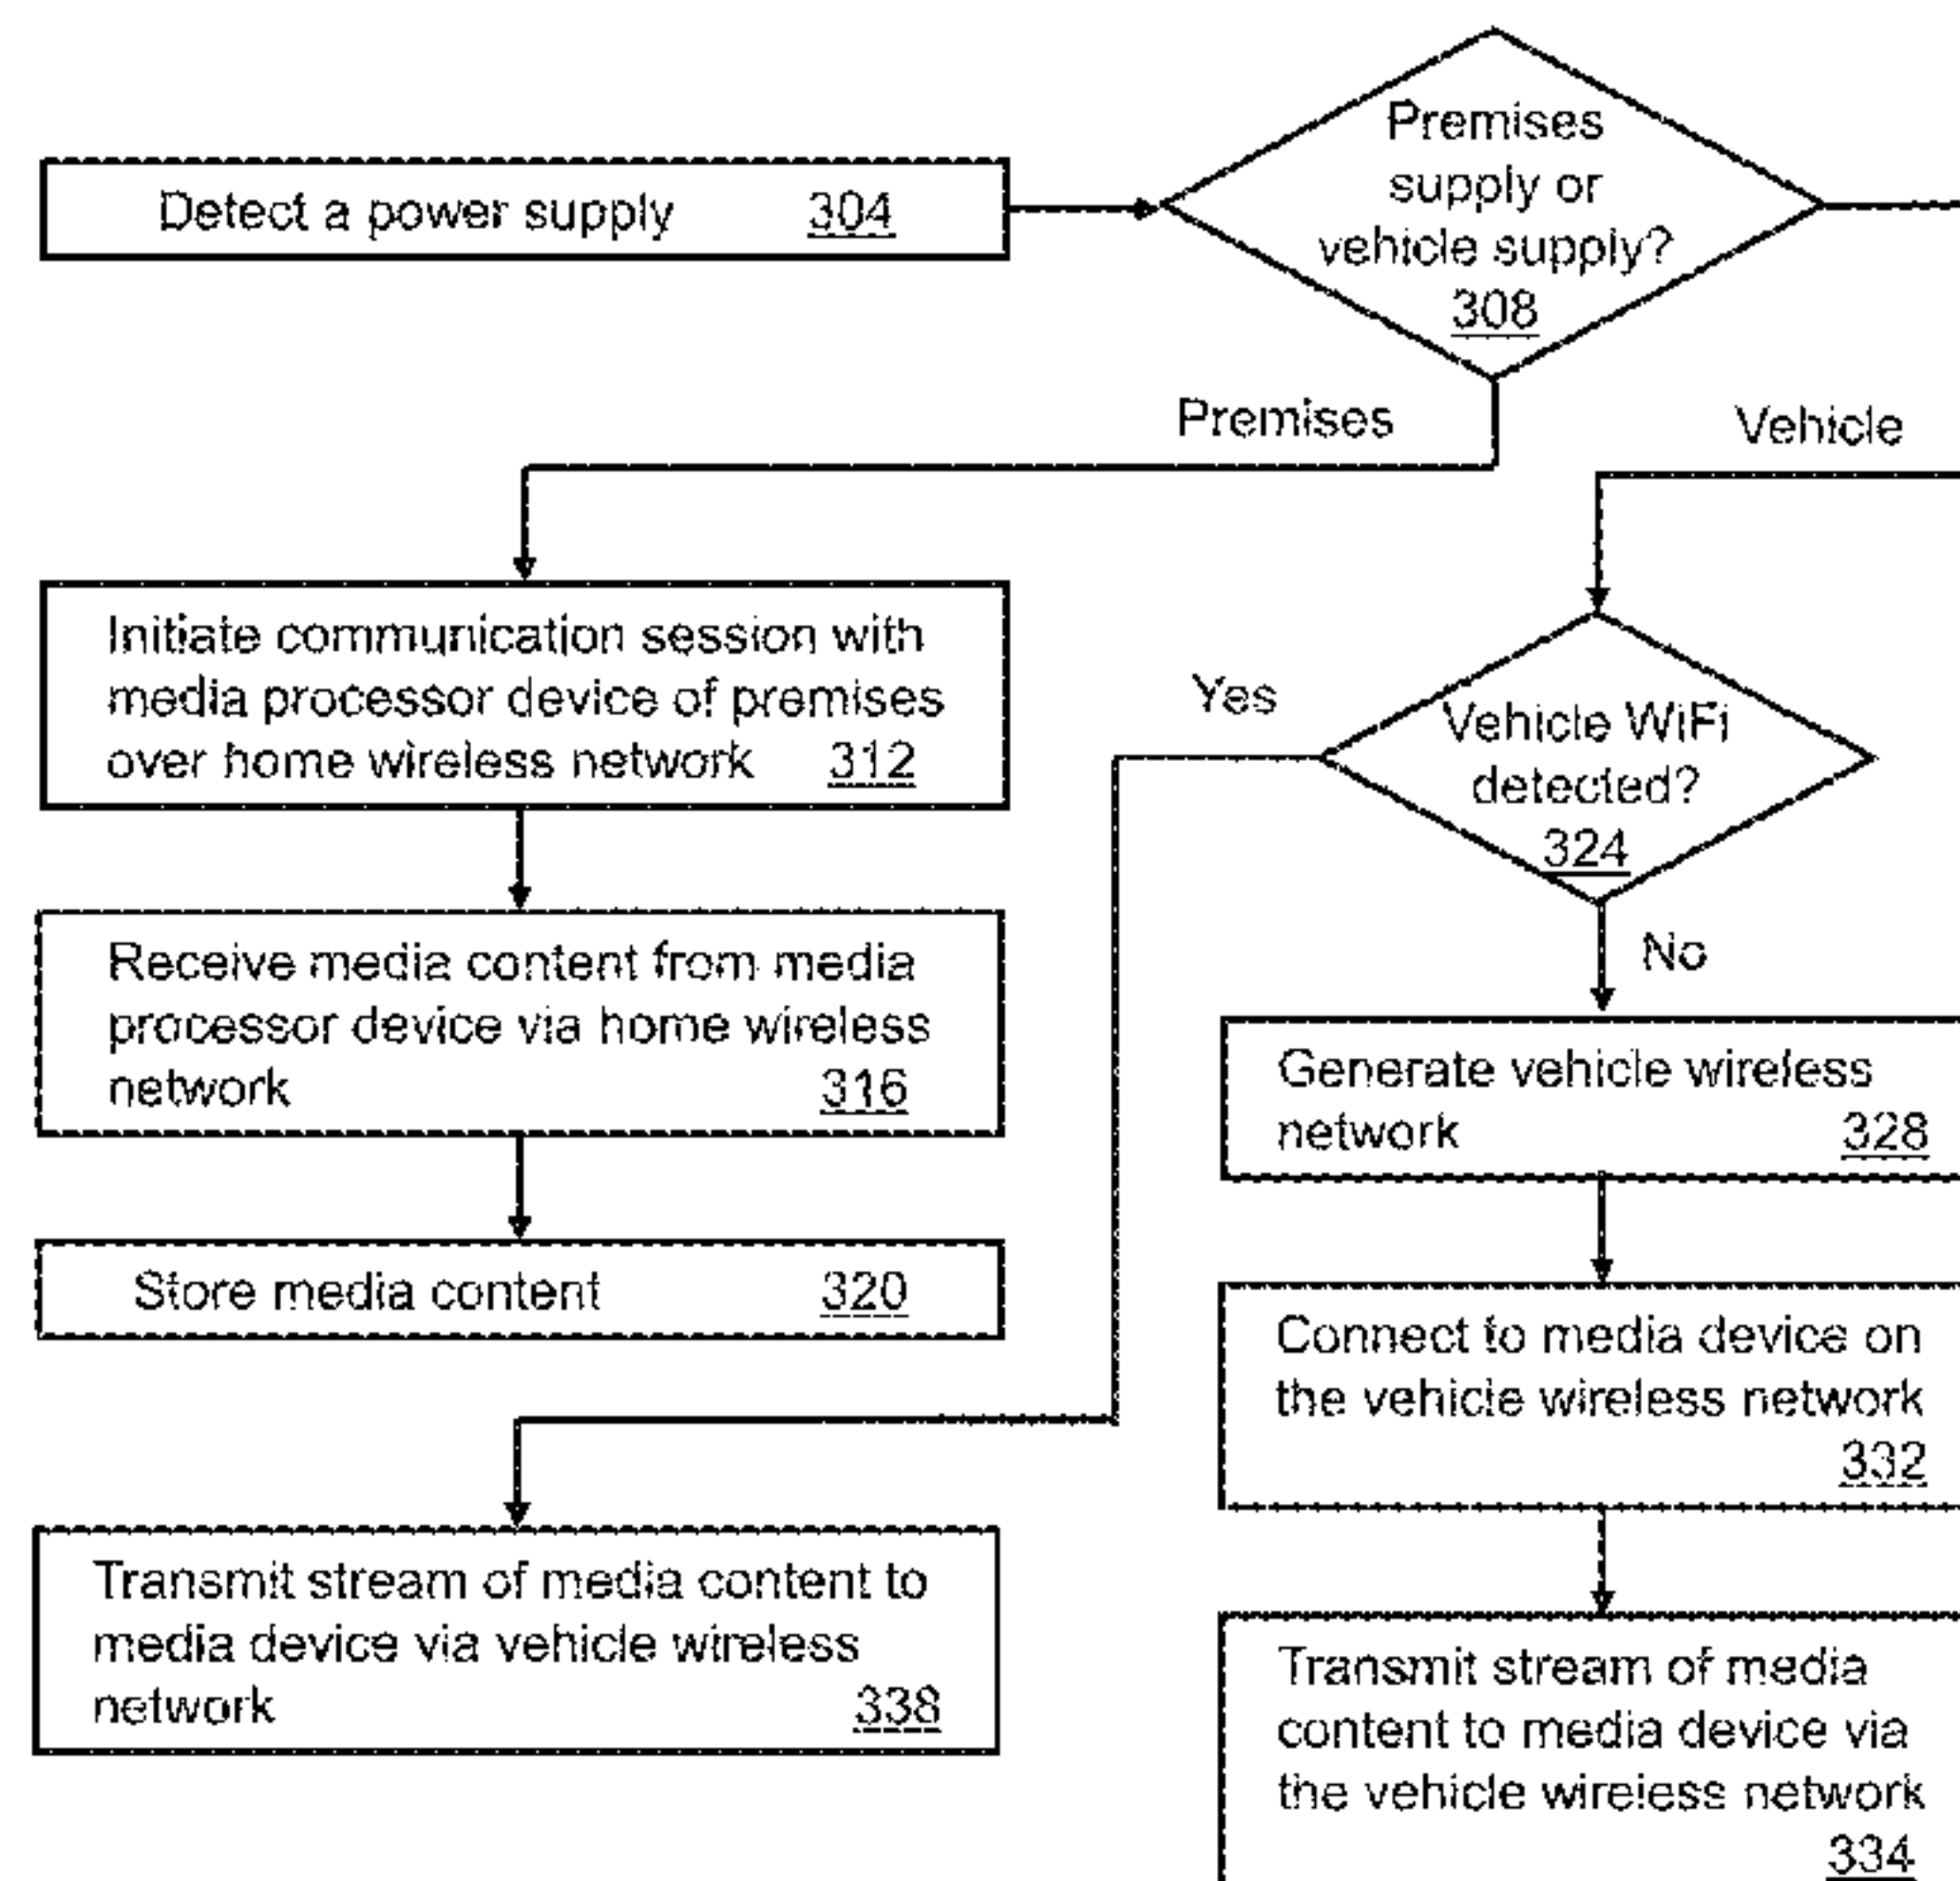 Detect a power supply 304
Premises
supply or
vehicle supply?
308
Premises
Vehicle
Initiate communication session with
media processor device of premises
over home wireless network 312
Yes
Vehicle WiFi
detected?
324
No
Receive media content from media
processor device via home wireless
network 316
Generate vehicle wireless
network 328
Store media content 320
Connect to media device on
the vehicle wireless network
332
Transmit stream of media content to
media device via vehicle wireless
network 338
Transmit stream of media
content to media device via
the vehicle wireless network
334